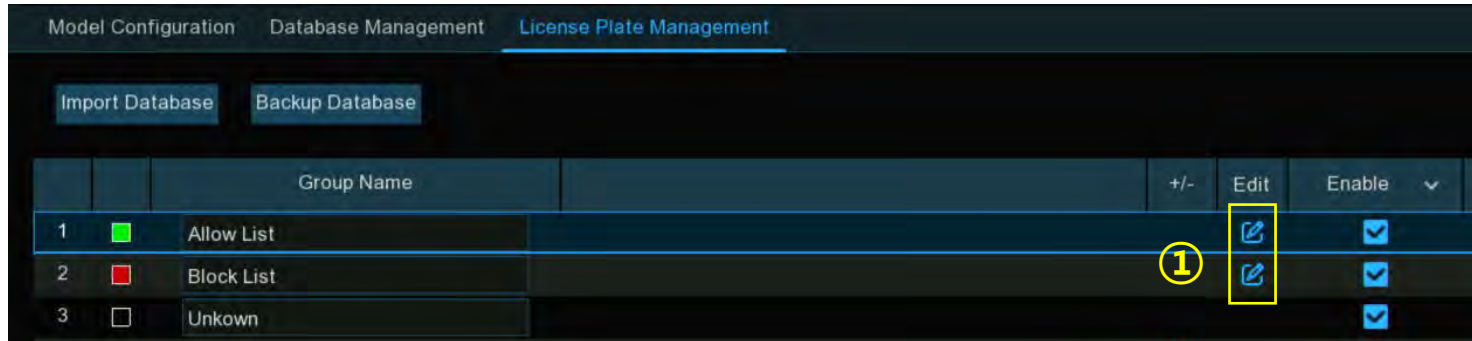 Model Configuration Database Management License Plate Management
Import Database Backup Database
Group Name +/- Edit Enable
1 Allow List
2 Block List
①
3 Unkown